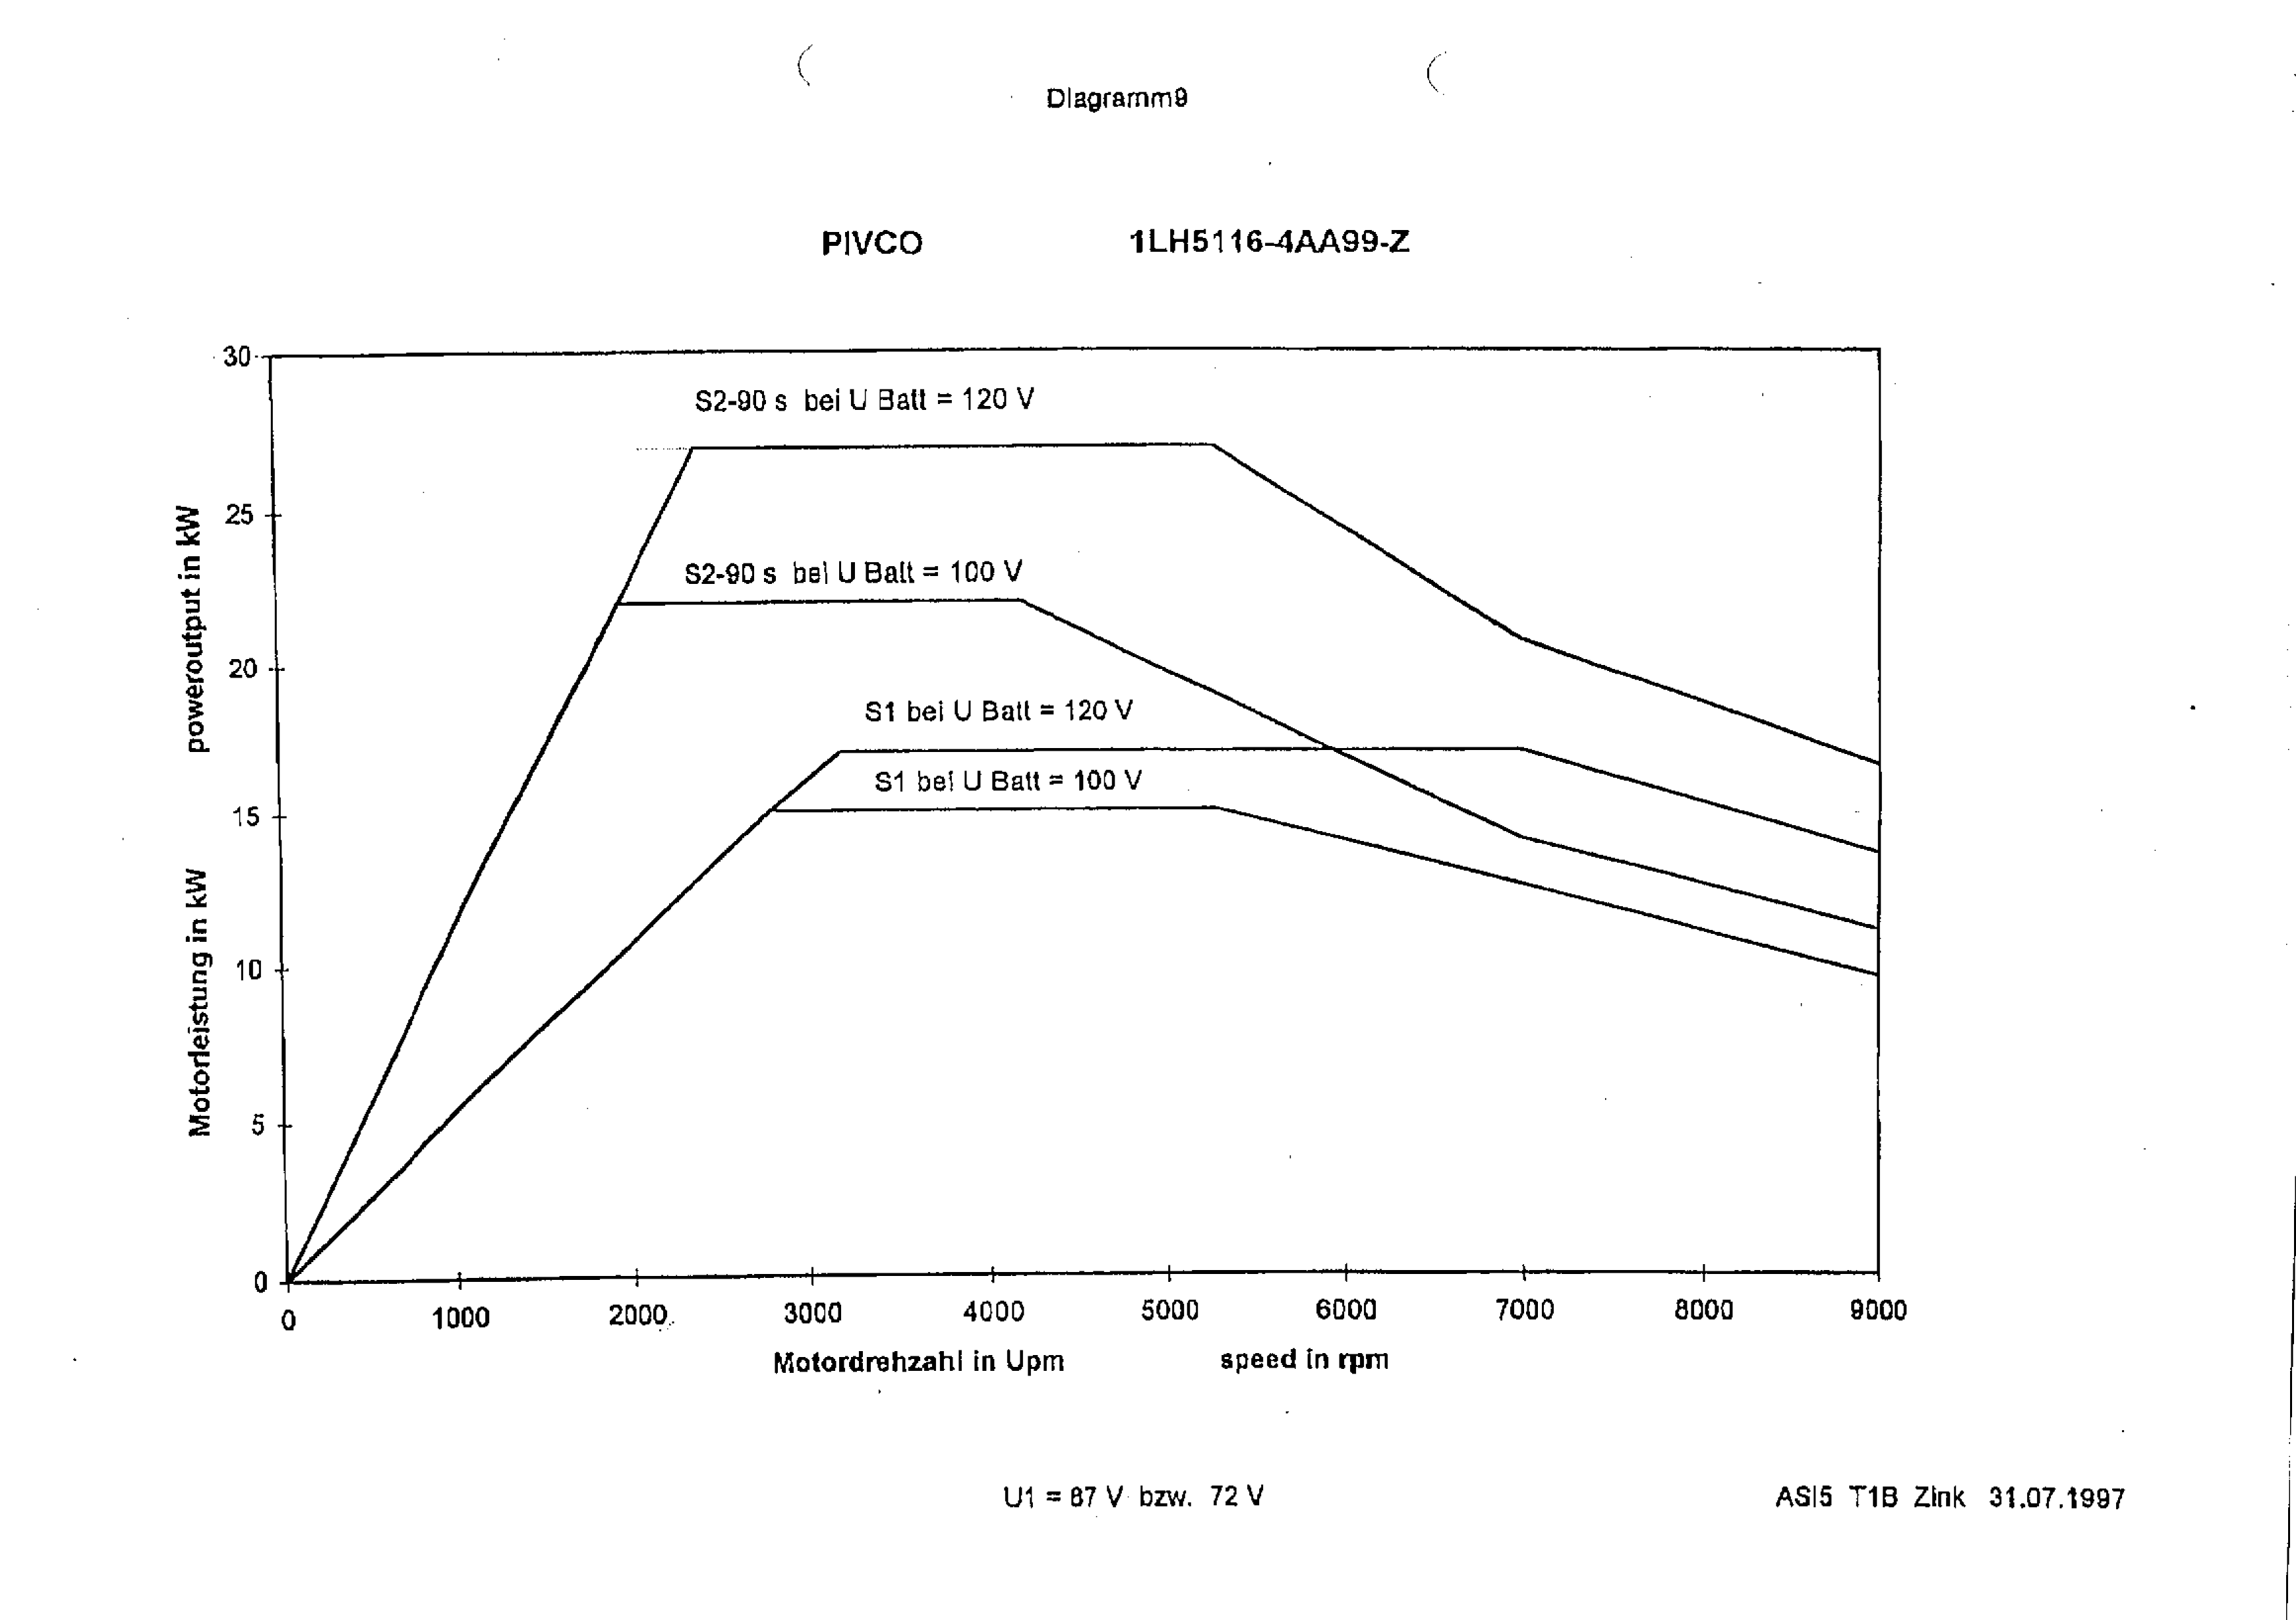 Diagramm9
PIVCO 1LH5116-4AA99-Z
30
S2-90 s bei U Batt = 120 V
25
S2-90 s bei U Batt = 100 V
20
S1 bei U Batt = 120 V
S1 bei U Batt = 100 V
15
10
5
0
Motorleistung in kW poweroutput in kW
0 1000 2000 3000 4000 5000 6000 7000 8000 9000
Motordrehzahl in Upm speed in rpm
U1 = 87 V bzw. 72 V
ASI5 T1B Zink 31.07.1997